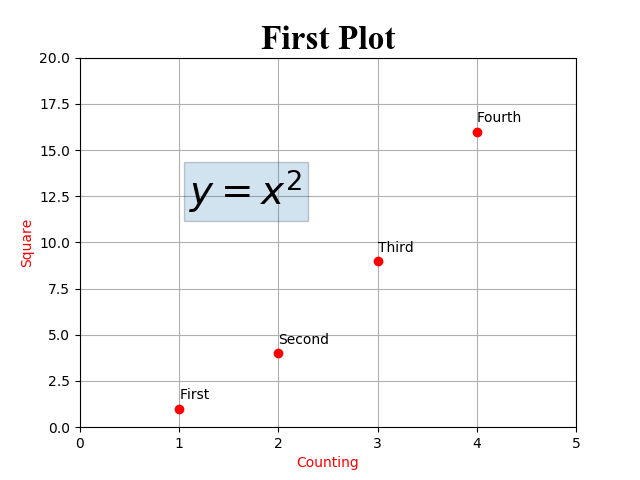 First Plot
20.0
17.5
15.0
12.5
10.0
7.5
5.0
2.5
0.0
Square
Fourth
y = x²
Third
Second
First
0 1 2 3 4 5
Counting